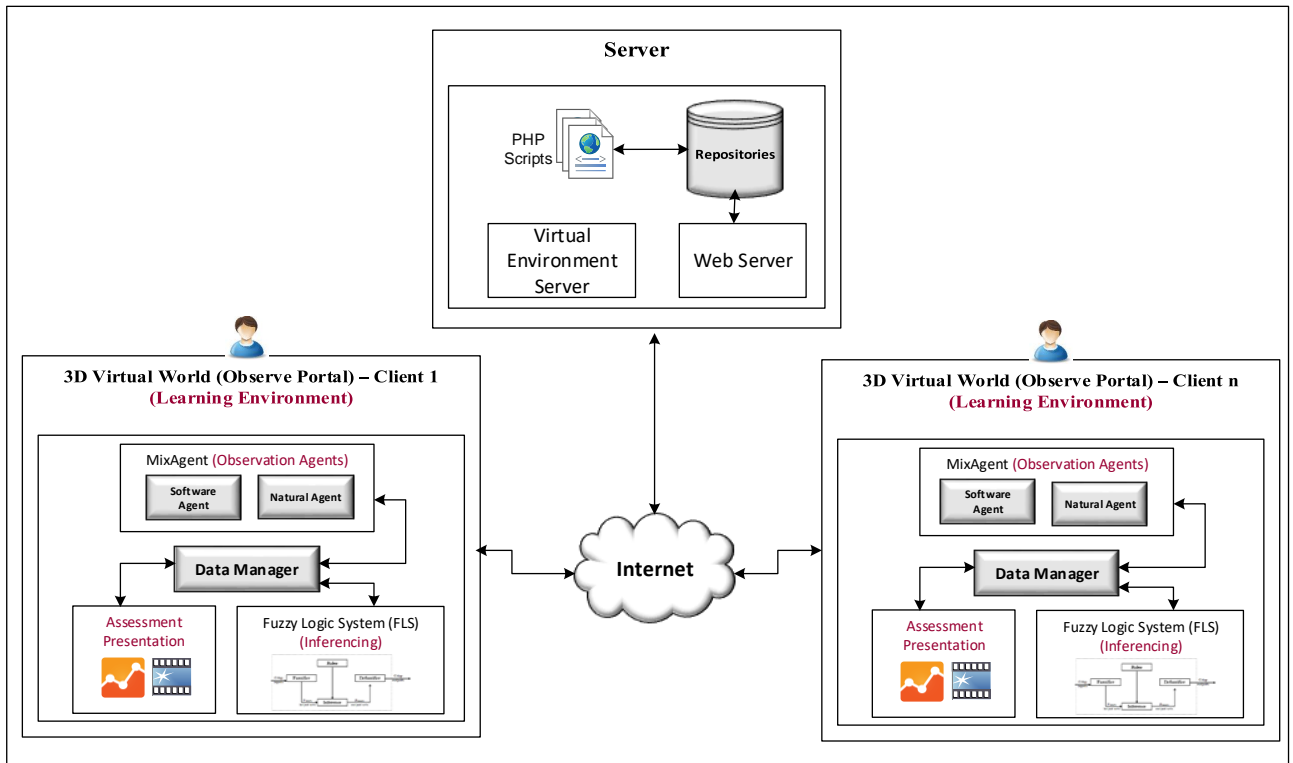 Server
PHP
Scripts
Repositories
Virtual
Environment
Server
Web Server
3D Virtual World (Observe Portal) – Client 1
(Learning Environment)
MixAgent (Observation Agents)
Software
Agent
Natural Agent
Data Manager
Assessment
Presentation
Fuzzy Logic System (FLS)
(Inferencing)
Internet
3D Virtual World (Observe Portal) – Client n
(Learning Environment)
MixAgent (Observation Agents)
Software
Agent
Natural Agent
Data Manager
Assessment
Presentation
Fuzzy Logic System (FLS)
(Inferencing)